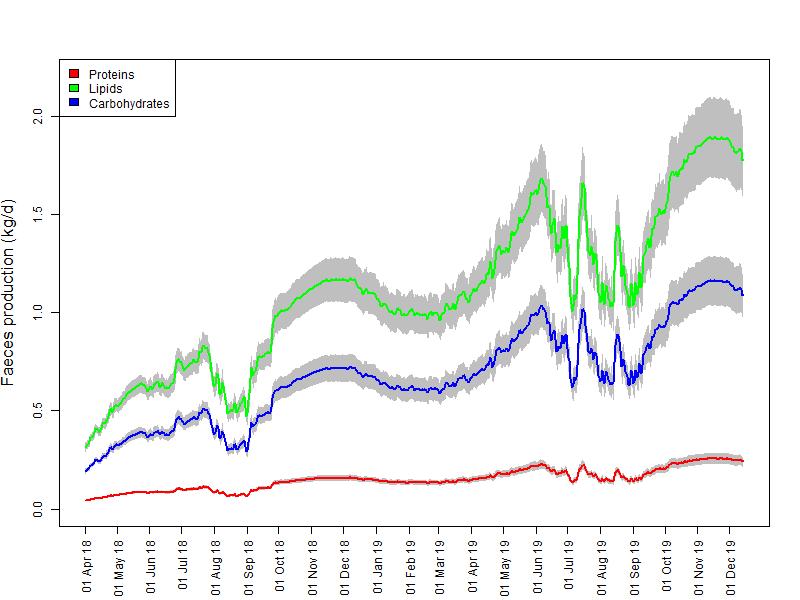 Proteins
Lipids
Carbohydrates
Faeces production (kg/d)
2.0
1.5
1.0
0.5
0.0
01 Apr 18
01 May 18
01 Jun 18
01 Jul 18
01 Aug 18
01 Sep 18
01 Oct 18
01 Nov 18
01 Dec 18
01 Jan 19
01 Feb 19
01 Mar 19
01 Apr 19
01 May 19
01 Jun 19
01 Jul 19
01 Aug 19
01 Sep 19
01 Oct 19
01 Nov 19
01 Dec 19